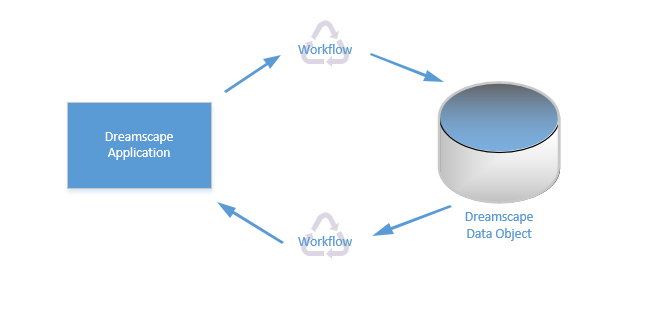 Workflow
Dreamscape
Application
Dreamscape
Data Object
Workflow